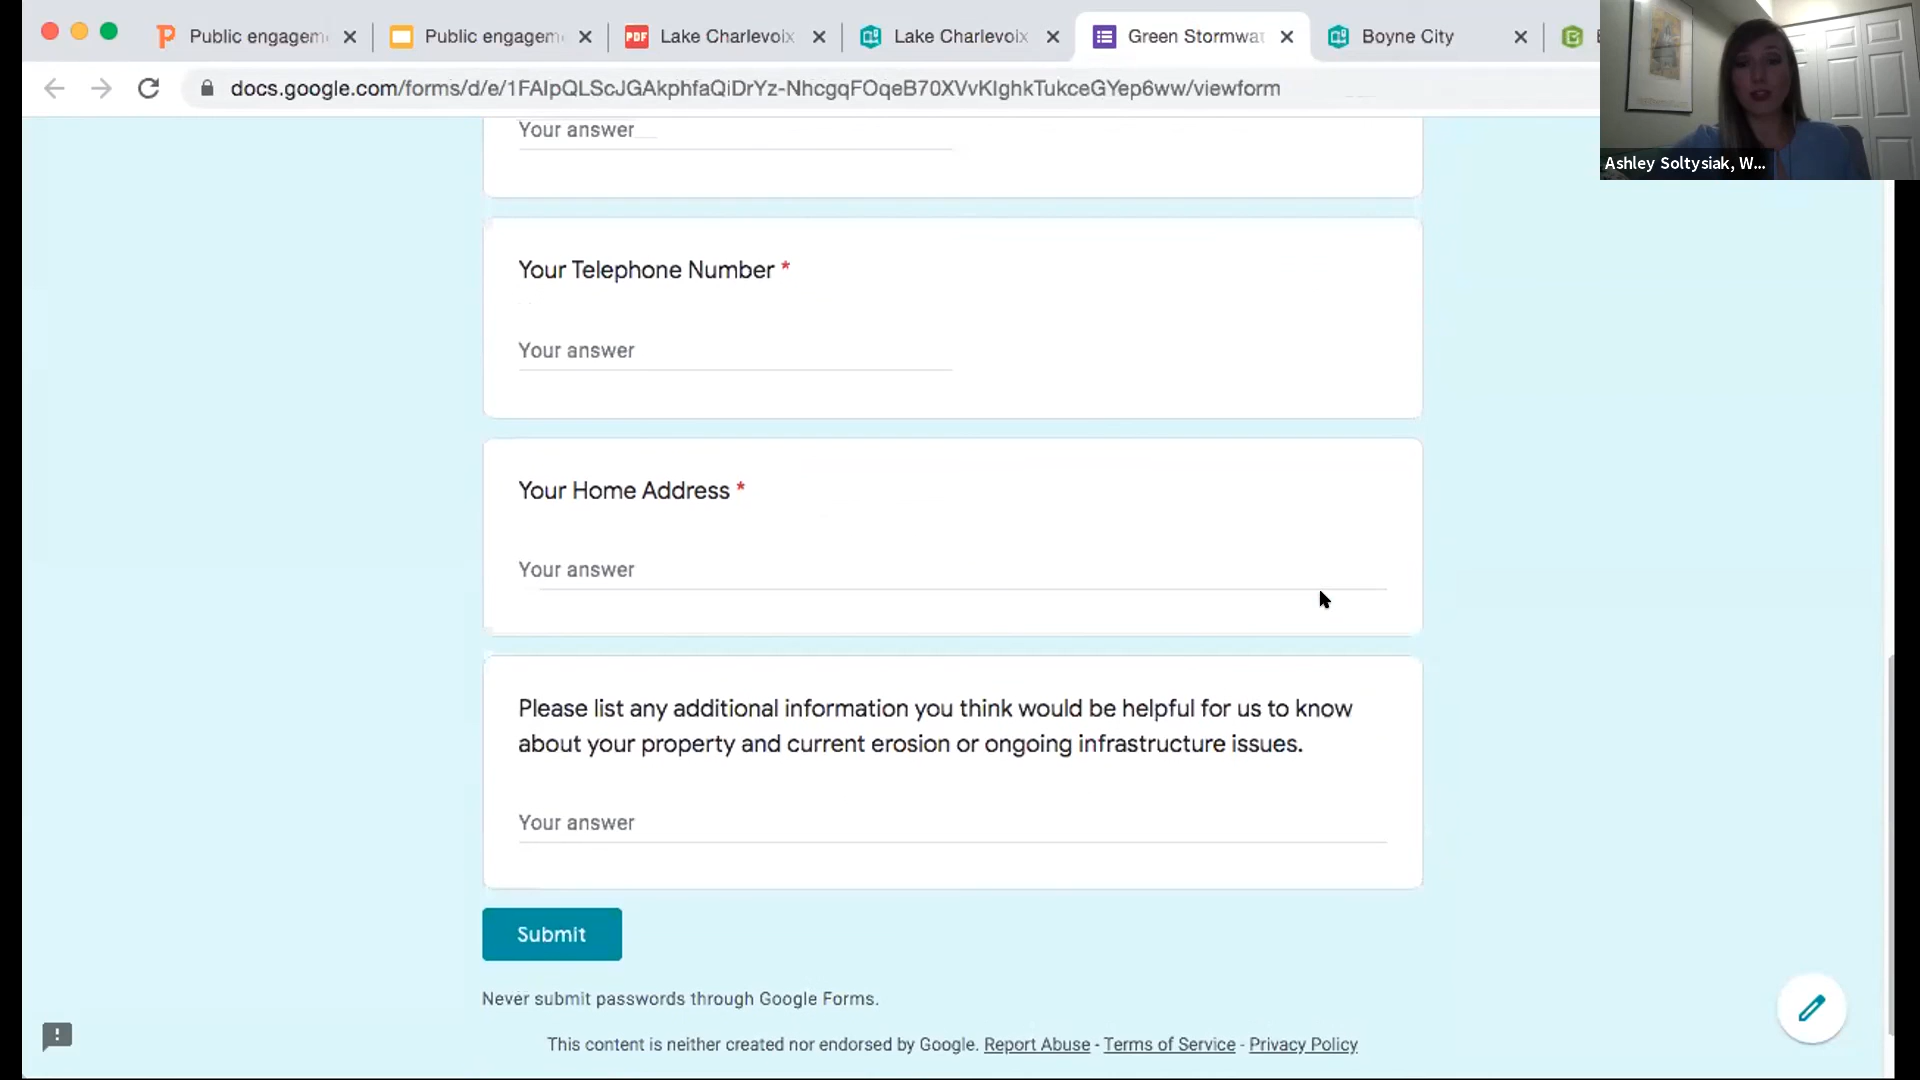 Public engagem
Public engagem
PDF
Lake Charlevoix
Lake Charlevoix
Green Stormwat
Boyne City
docs.google.com/forms/d/e/1FAIpQLScJGAkphfaQiDrYz-NhcgqFOqeB70XVvKIghkTukceGYep6ww/viewform
Ashley Soltysiak, W...
Your answer
Your Telephone Number *
Your answer
Your Home Address *
Your answer
Please list any additional information you think would be helpful for us to know
about your property and current erosion or ongoing infrastructure issues.
Your answer
Submit
Never submit passwords through Google Forms.
This content is neither created nor endorsed by Google. Report Abuse - Terms of Service - Privacy Policy